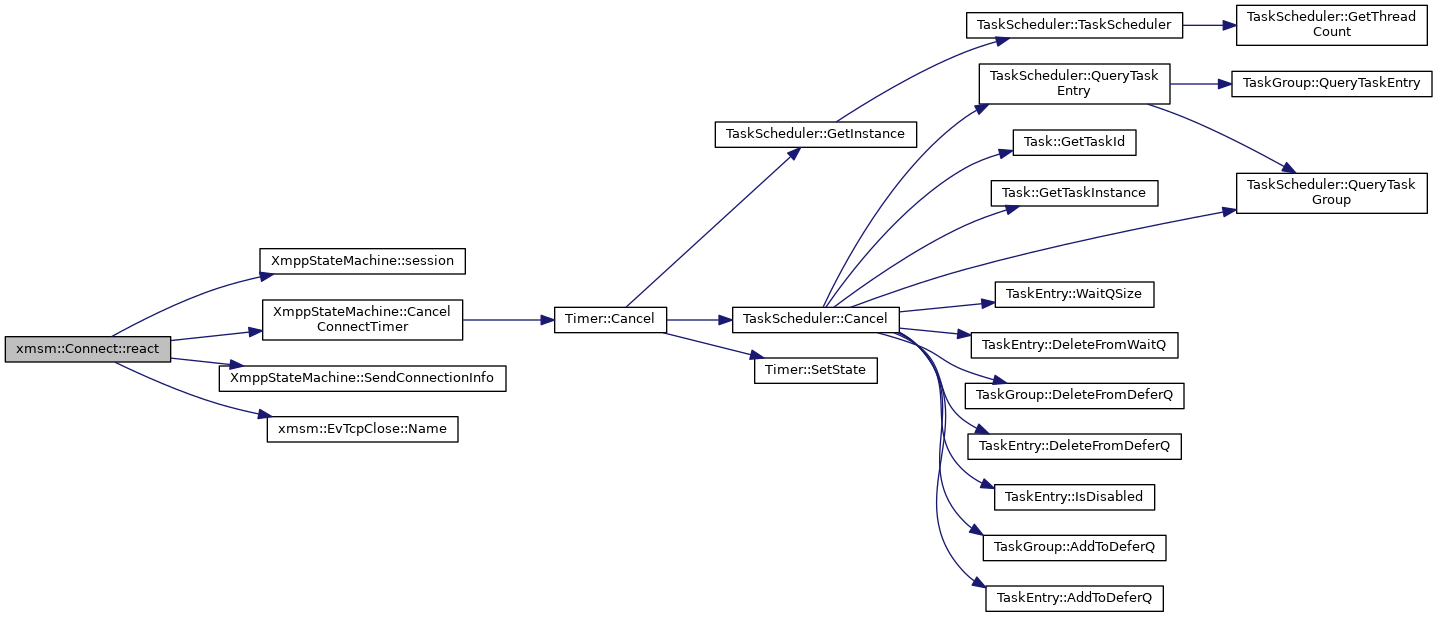 xmsm::Connect::react
XmppStateMachine::session
XmppStateMachine::Cancel
ConnectTimer
XmppStateMachine::SendConnectionInfo
xmsm::EvTcpClose::Name
Timer::Cancel
TaskScheduler::GetInstance
TaskScheduler::Cancel
Timer::SetState
TaskScheduler::TaskScheduler
TaskScheduler::QueryTask
Entry
Task::GetTaskId
Task::GetTaskInstance
TaskEntry::WaitQSize
TaskEntry::DeleteFromWaitQ
TaskGroup::DeleteFromDeferQ
TaskEntry::DeleteFromDeferQ
TaskEntry::IsDisabled
TaskGroup::AddToDeferQ
TaskEntry::AddToDeferQ
TaskScheduler::GetThread
Count
TaskGroup::QueryTaskEntry
TaskScheduler::QueryTask
Group